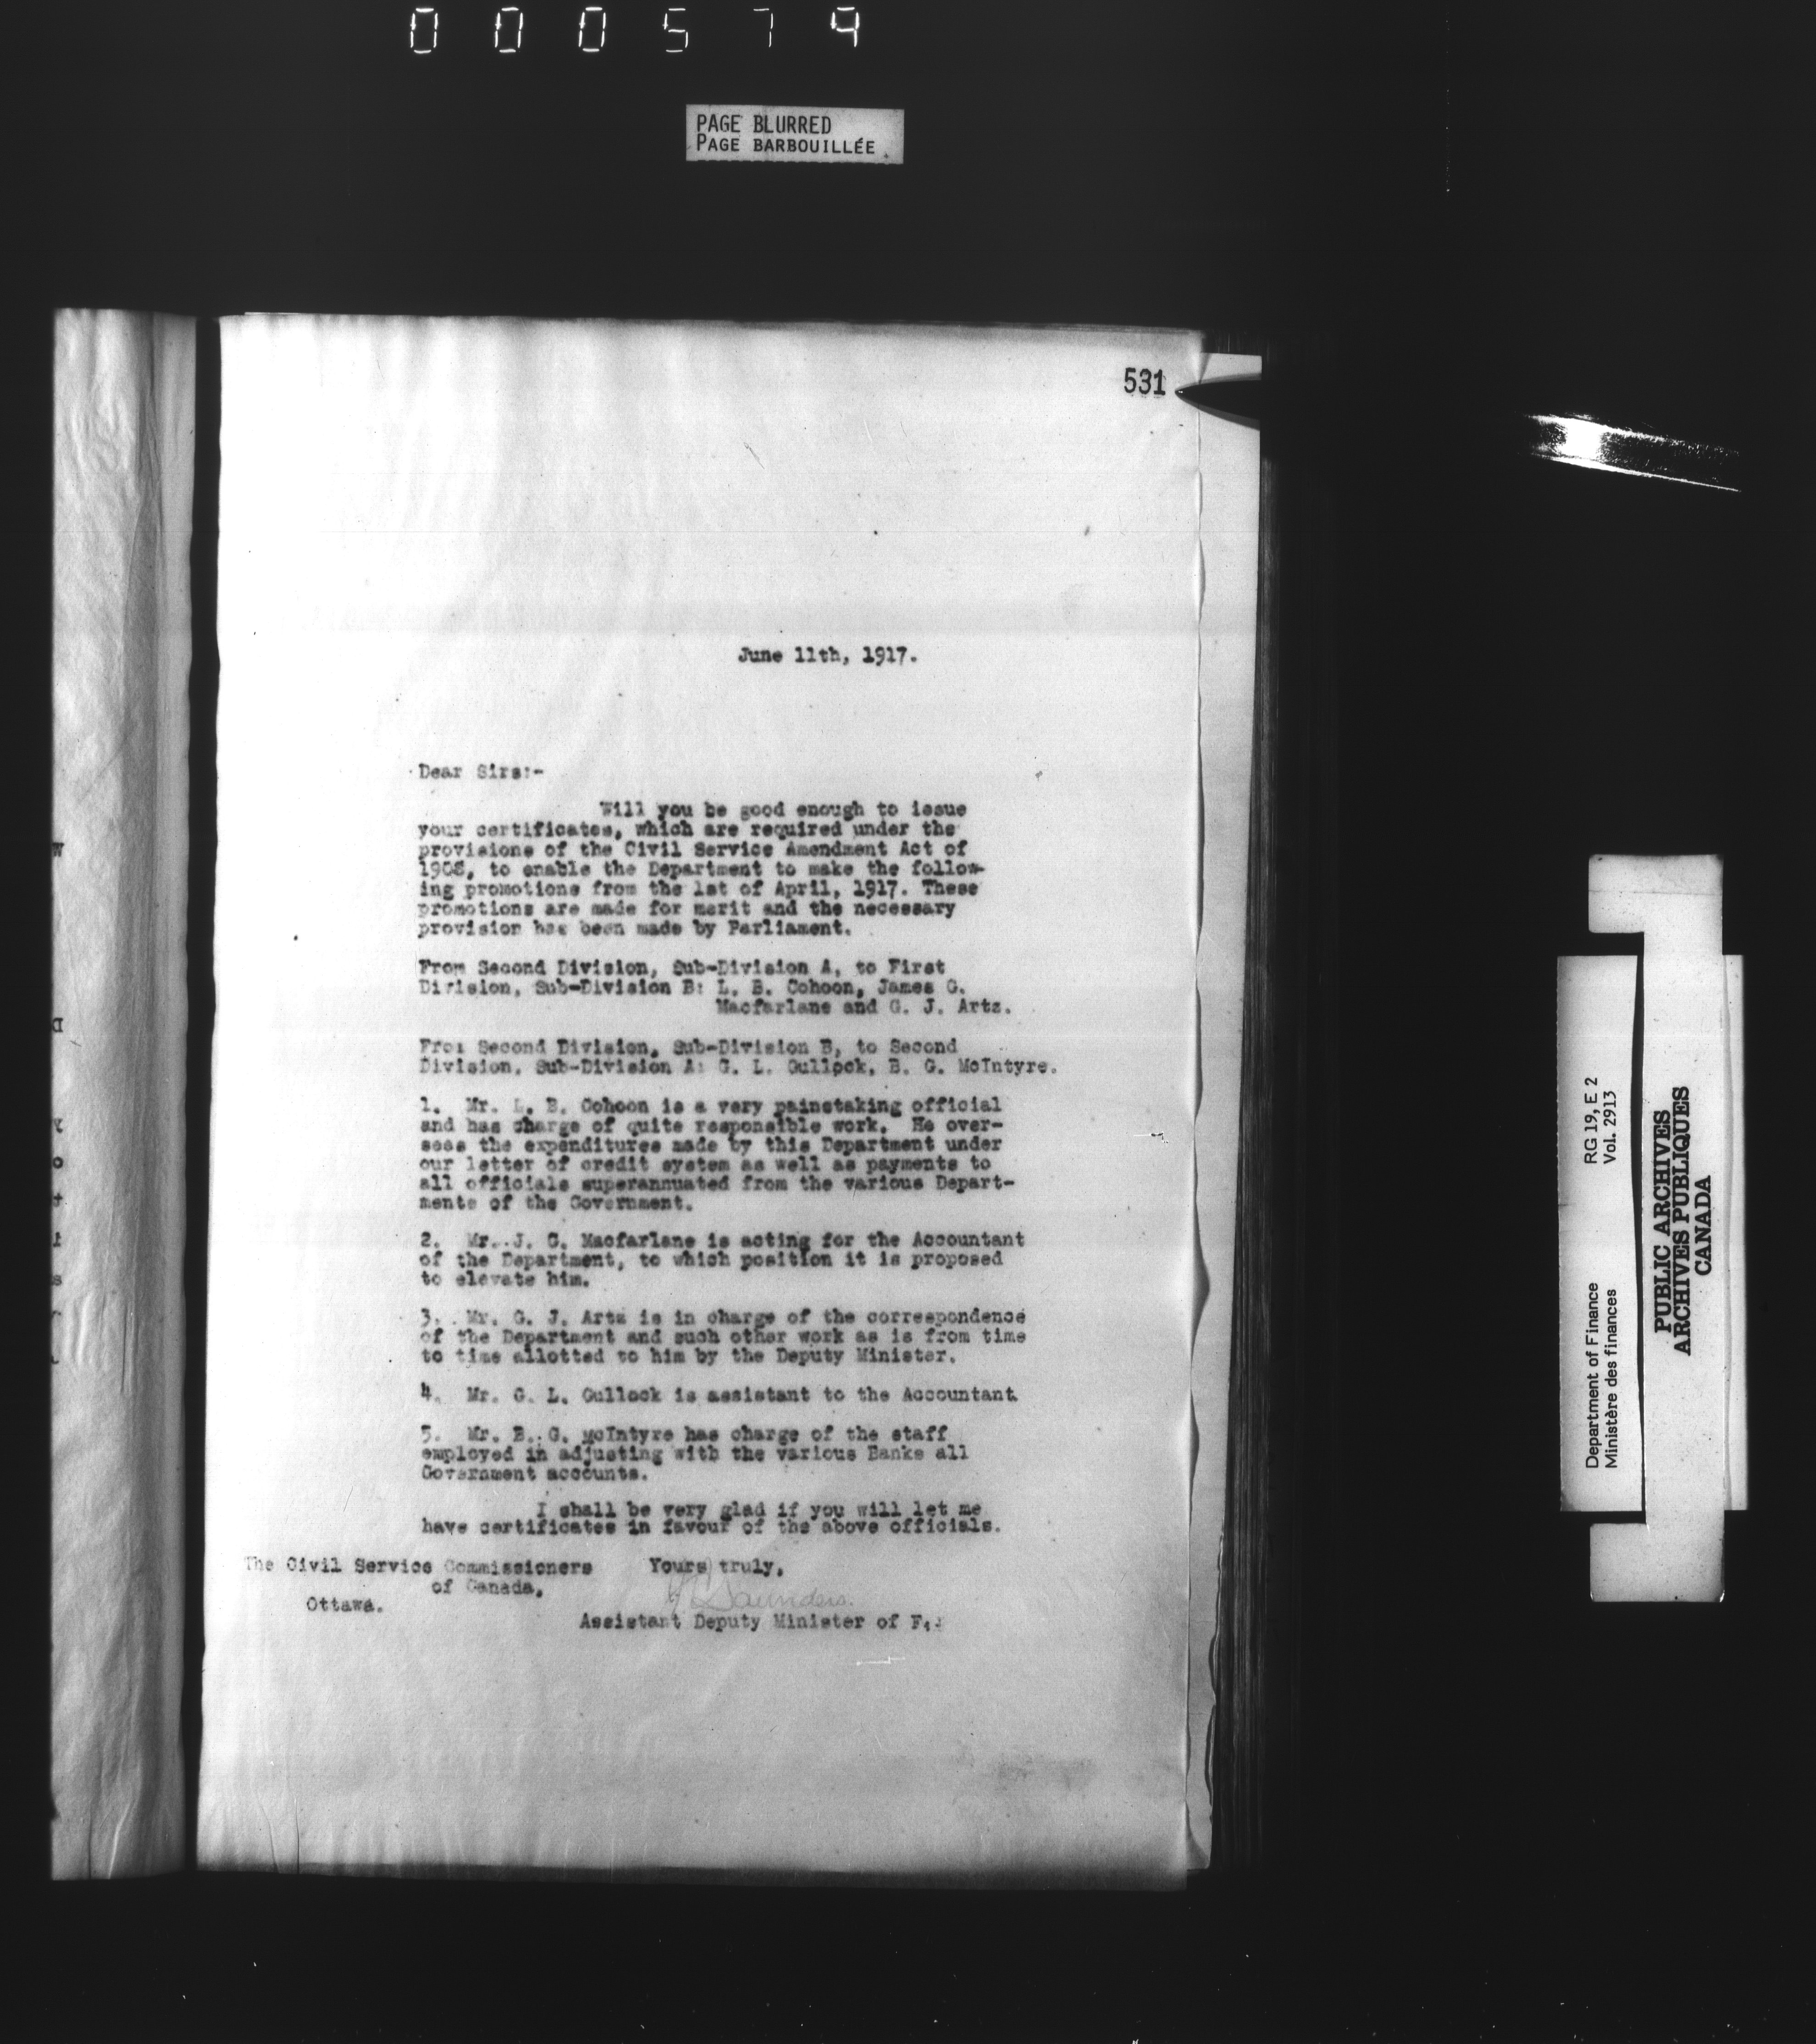 000579
PAGE BLURRED
PAGE BARBOUILLÉE
531
June 11th, 1917.
Dear Sirs:-
Will you be good enough to issue
your certificates, which are required under the
provisions of the Civil Service Amendment Act of
1908, to enable the Department to make the follow-
ing promotions from the 1st of April, 1917. These
promotions are made for merit and the necessary
provision has been made by Parliament.
From Second Division, Sub-Division A, to First
Division, Sub-Division B: L. B. Cohoon, James G.
Macfarlane and G. J. Artz.
From Second Division, Sub-Division B, to Second
Division, Sub-Division A: G. L. Gullock, B. G. McIntyre.
1. Mr. L. B. Cohoon is a very painstaking official
and has charge of quite responsible work. He over-
sees the expenditures made by this Department under
our letter of credit system as well as payments to
all officials superannuated from the various Depart-
ments of the Government.
2. Mr. J. G. Macfarlane is acting for the Accountant
of the Department, to which position it is proposed
to elevate him.
3. Mr. G. J. Artz is in charge of the correspondence
of the Department and such other work as is from time
to time allotted to him by the Deputy Minister.
4. Mr. G. L. Gullock is assistant to the Accountant
5. Mr. B. G. McIntyre has charge of the staff
employed in adjusting with the various Banks all
Government accounts.
I shall be very glad if you will let me
have certificates in favour of the above officials.
The Civil Service Commissioners
of Canada,
Ottawa.
Yours truly,
Saunders.
Assistant Deputy Minister of F.
Department of Finance
Ministère des finances
RG 19, E 2
Vol. 2913
PUBLIC ARCHIVES
ARCHIVES PUBLIQUES
CANADA